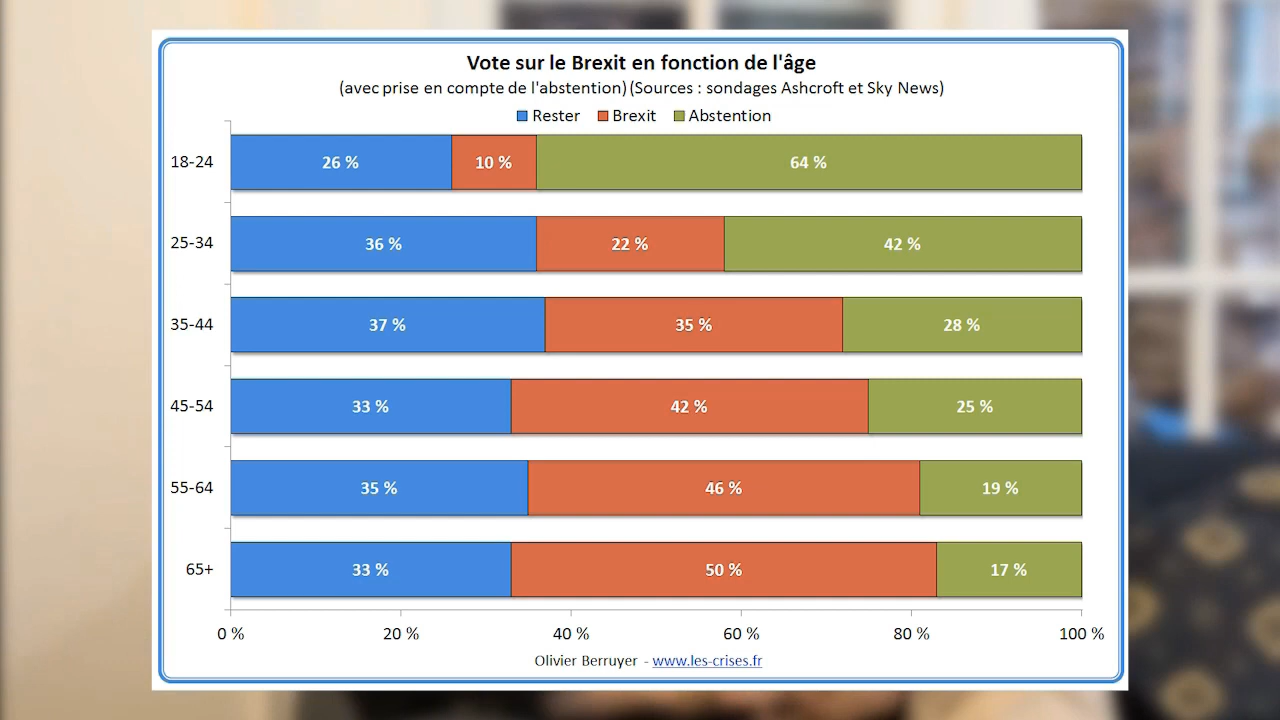 Vote sur le Brexit en fonction de l'âge
(avec prise en compte de l'abstention) (Sources : sondages Ashcroft et Sky News)
Rester Brexit Abstention
18-24 26 % 10 % 64 %
25-34 36 % 22 % 42 %
35-44 37 % 35 % 28 %
45-54 33 % 42 % 25 %
55-64 35 % 46 % 19 %
65+ 33 % 50 % 17 %
0 % 20 % 40 % 60 % 80 % 100 %
Olivier Berruyer - www.les-crises.fr